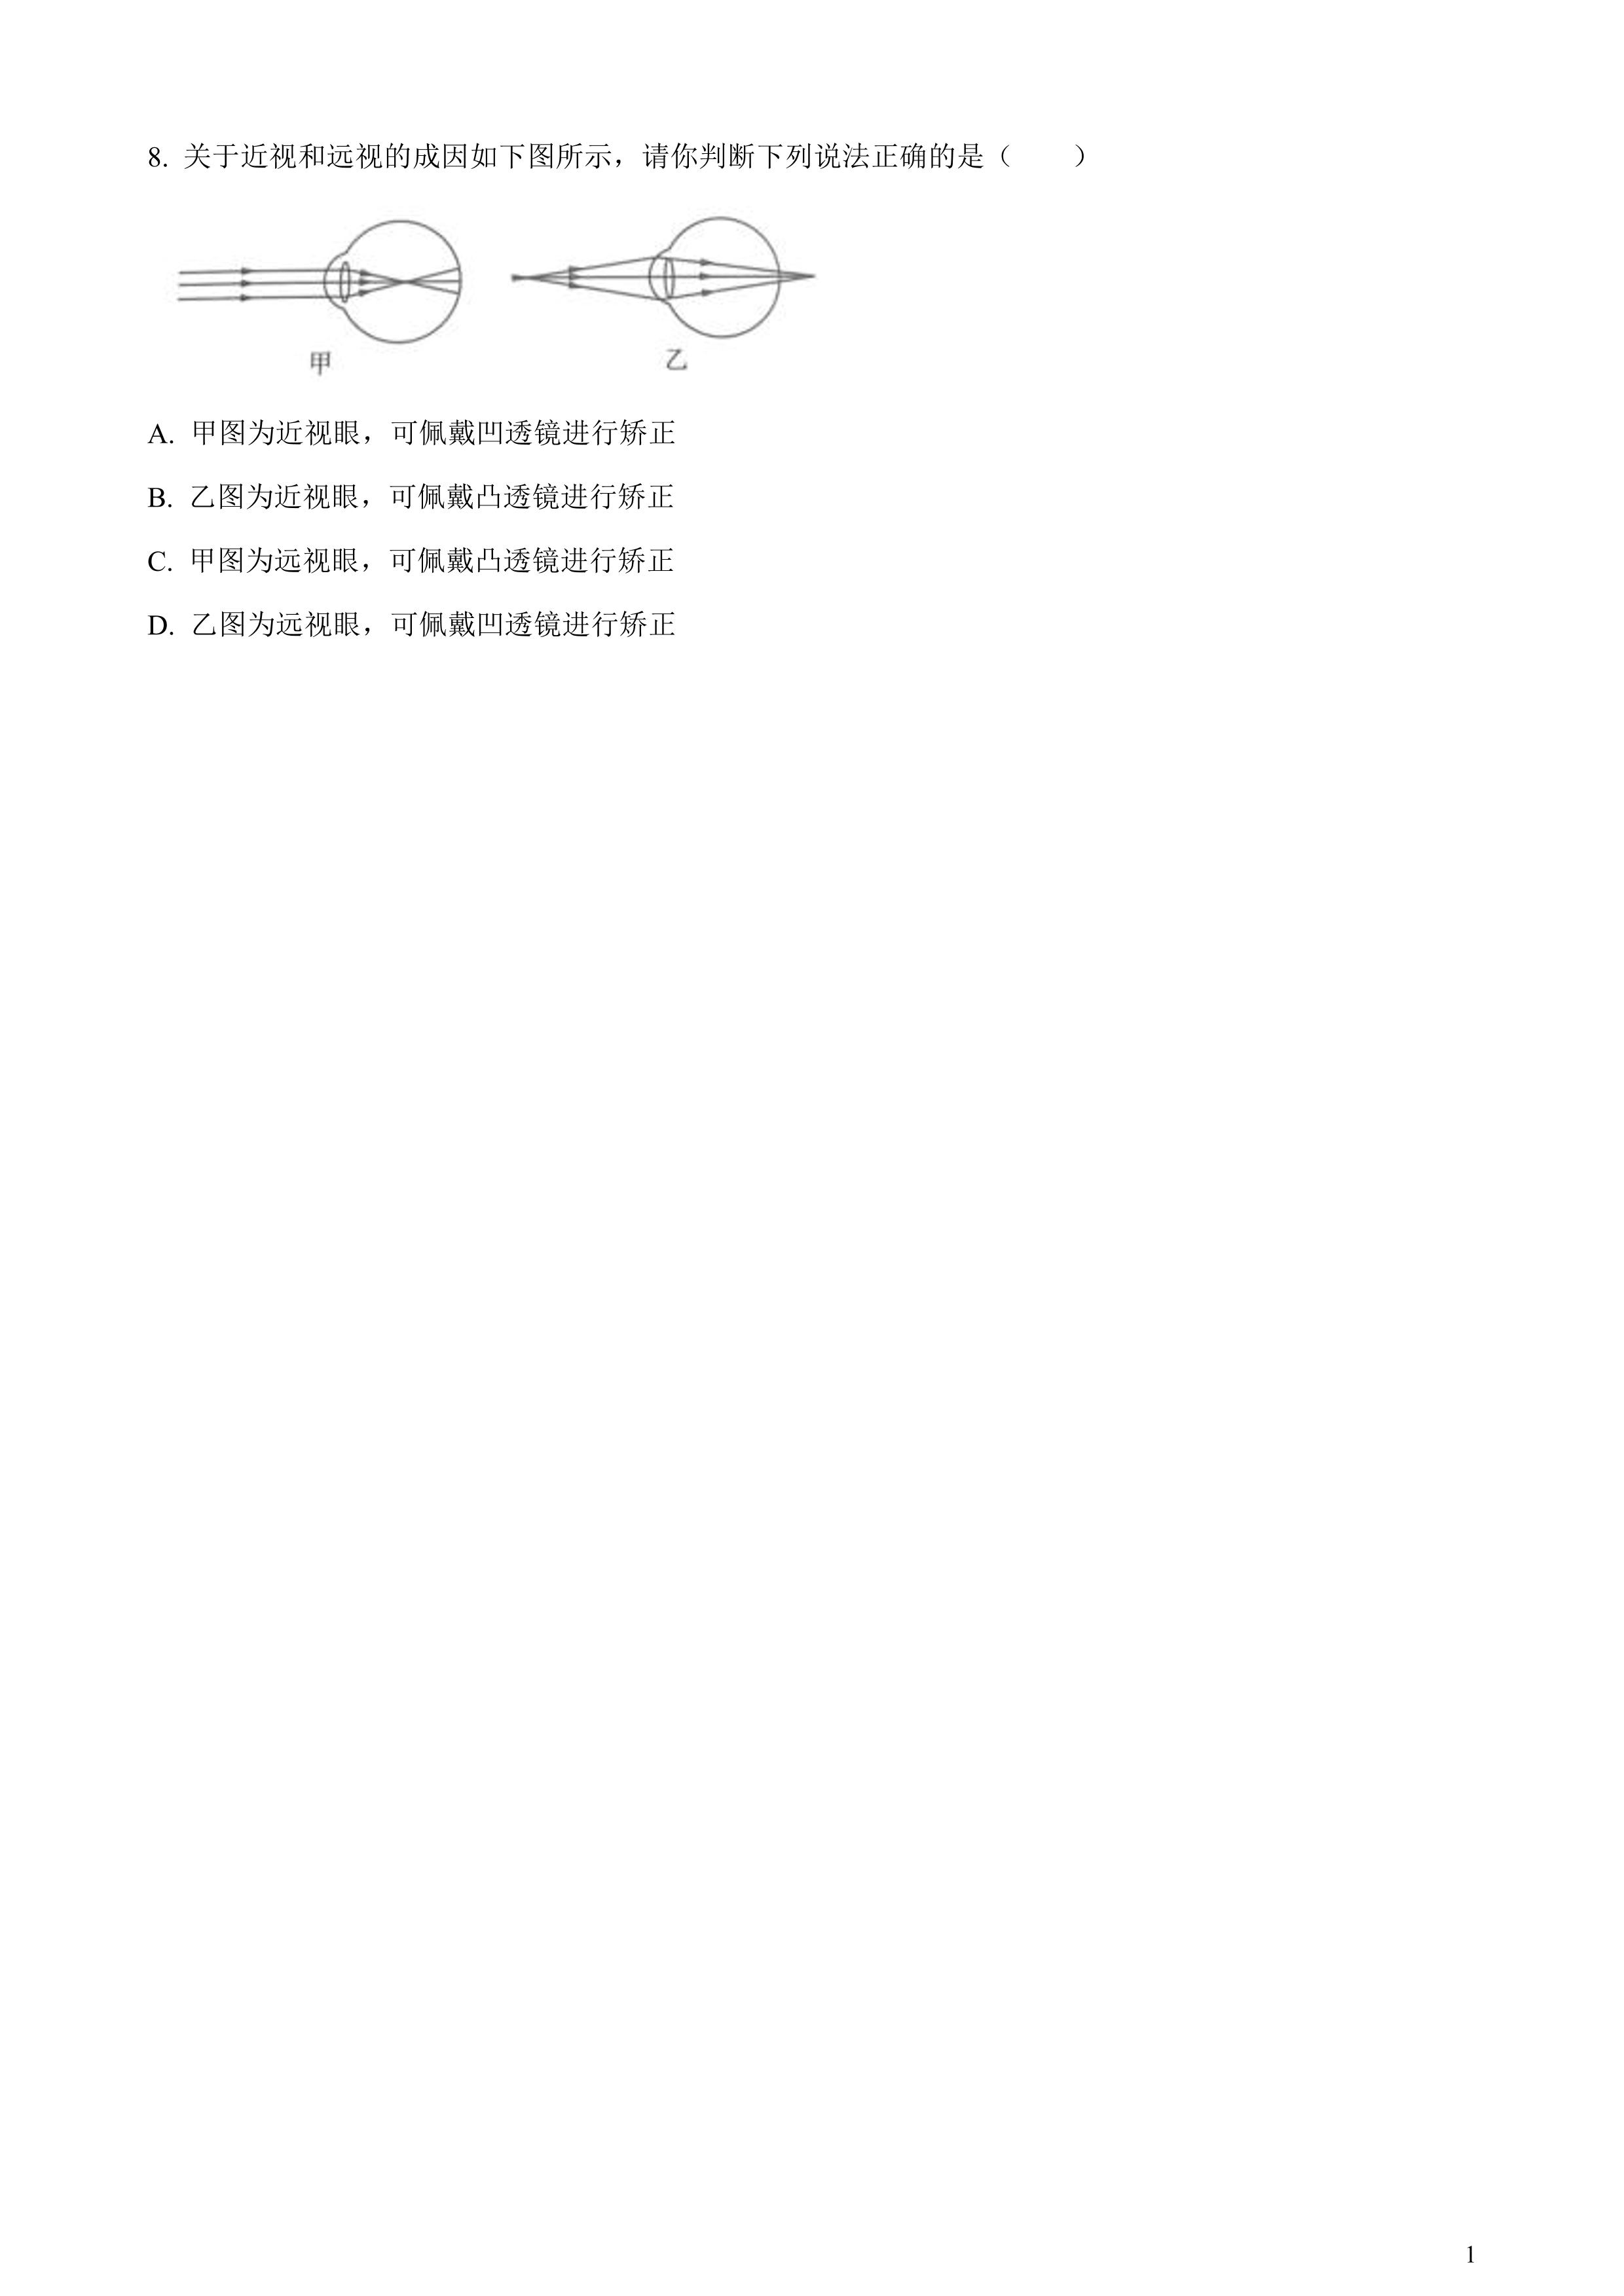 8. 关于近视和远视的成因如下图所示，请你判断下列说法正确的是（　　）
甲 乙
A. 甲图为近视眼，可佩戴凹透镜进行矫正
B. 乙图为近视眼，可佩戴凸透镜进行矫正
C. 甲图为远视眼，可佩戴凸透镜进行矫正
D. 乙图为远视眼，可佩戴凹透镜进行矫正
1